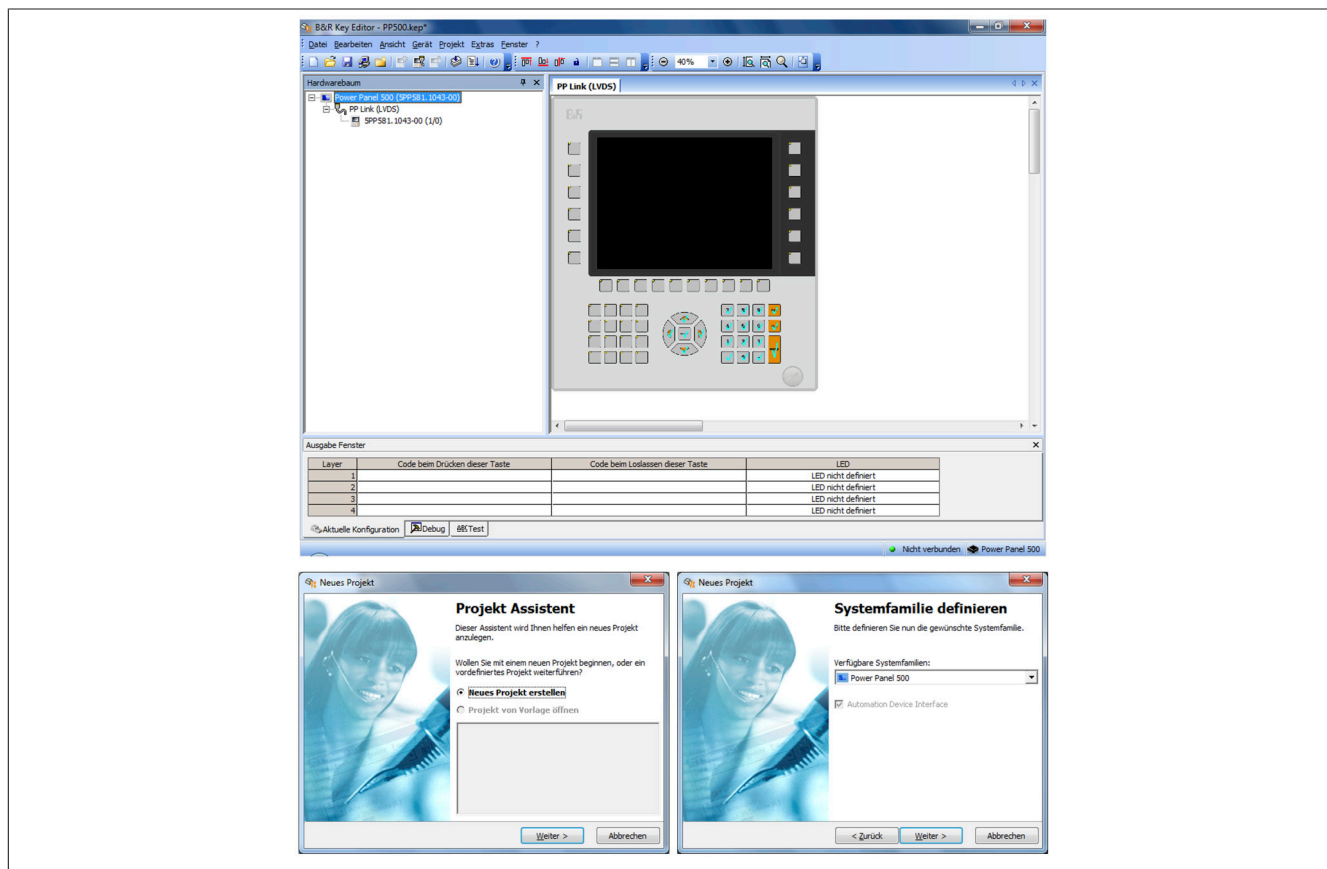 B&R Key Editor - PP500.kep*
Datei Bearbeiten Ansicht Gerät Projekt Extras Fenster ?
40%
Hardwarebaum
PP Link (LVDS)
Power Panel 500 (5PP581.1043-00)
PP Link (LVDS)
5PP581.1043-00 (1/0)
B&R
Ausgabe Fenster
Layer Code beim Drücken dieser Taste Code beim Loslassen dieser Taste LED
1 LED nicht definiert
2 LED nicht definiert
3 LED nicht definiert
4 LED nicht definiert
Aktuelle Konfiguration Debug Test
Nicht verbunden Power Panel 500
Neues Projekt
Projekt Assistent
Dieser Assistent wird Ihnen helfen ein neues Projekt
anzulegen.
Wollen Sie mit einem neuen Projekt beginnen, oder ein
vordefiniertes Projekt weiterführen?
Neues Projekt erstellen
Projekt von Vorlage öffnen
Weiter > Abbrechen
Neues Projekt
Systemfamilie definieren
Bitte definieren Sie nun die gewünschte Systemfamilie.
Verfügbare Systemfamilien:
Power Panel 500
Automation Device Interface
< Zurück Weiter > Abbrechen